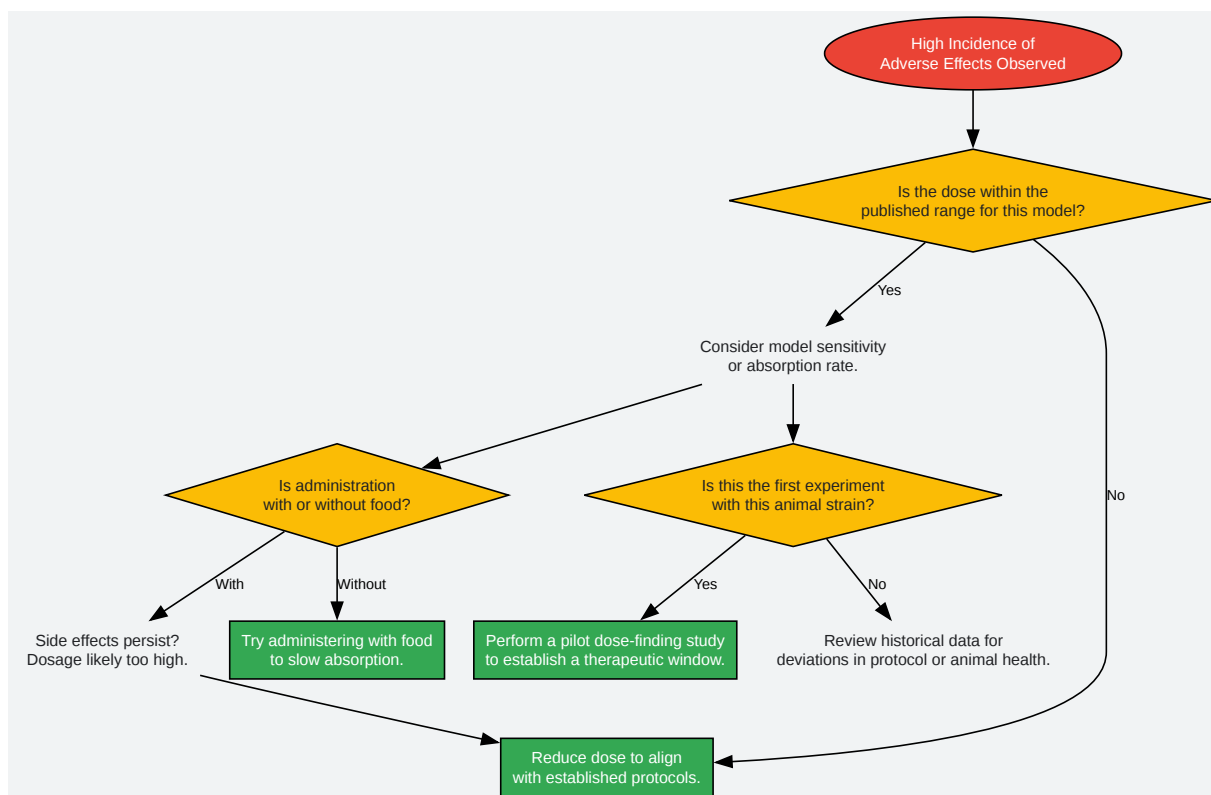 High Incidence of
Adverse Effects Observed
Is the dose within the
published range for this model?
Yes
Consider model sensitivity
or absorption rate.
Is administration
with or without food?
Is this the first experiment
with this animal strain?
No
With
Without
Yes
No
Side effects persist?
Dosage likely too high.
Try administering with food
to slow absorption.
Perform a pilot dose-finding study
to establish a therapeutic window.
Review historical data for
deviations in protocol or animal health.
Reduce dose to align
with established protocols.